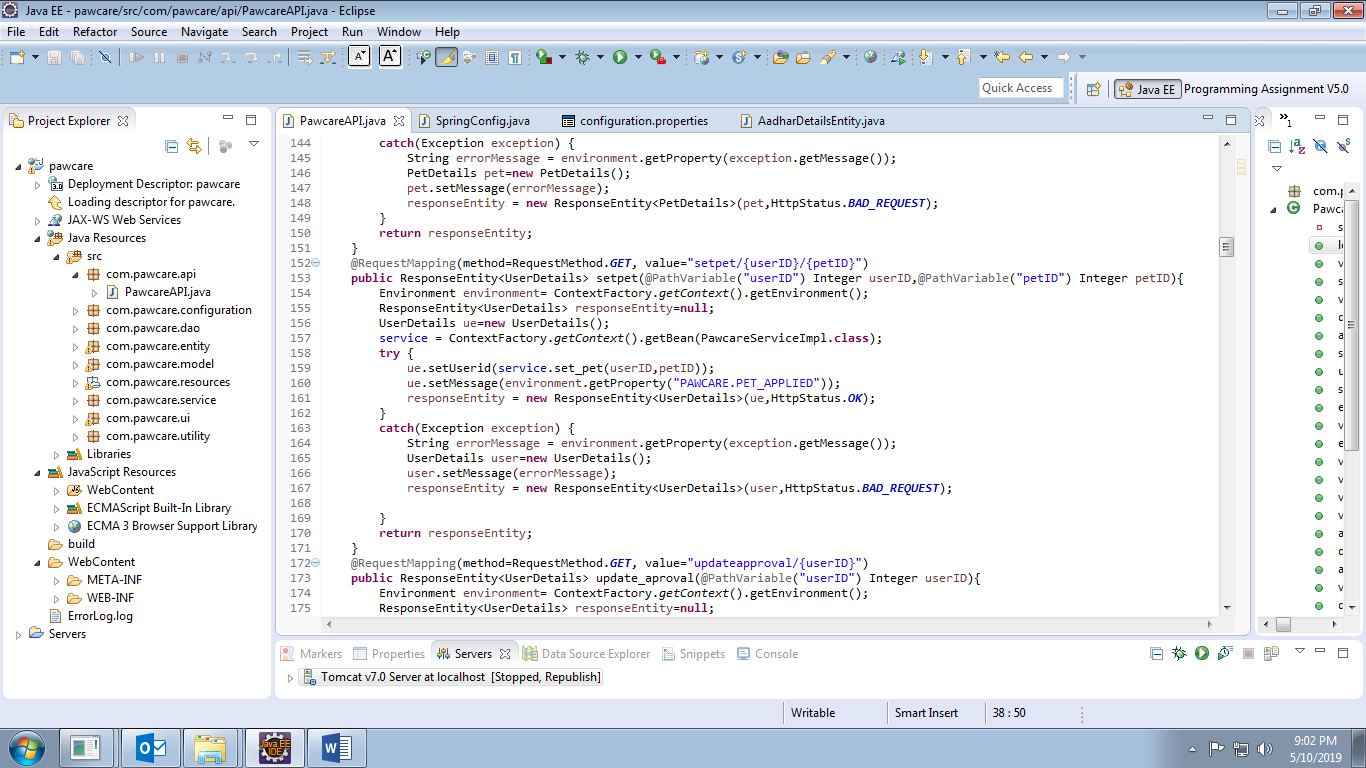 Java EE - pawcare/src/com/pawcare/api/PawcareAPI.java - Eclipse
File Edit Refactor Source Navigate Search Project Run Window Help
Quick Access
Java EE
Programming Assignment V5.0
Project Explorer
pawcare
Deployment Descriptor: pawcare
Loading descriptor for pawcare.
JAX-WS Web Services
Java Resources
src
com.pawcare.api
PawcareAPI.java
com.pawcare.configuration
com.pawcare.dao
com.pawcare.entity
com.pawcare.model
com.pawcare.resources
com.pawcare.service
com.pawcare.ui
com.pawcare.utility
Libraries
JavaScript Resources
WebContent
ECMAScript Built-In Library
ECMA 3 Browser Support Library
build
WebContent
META-INF
WEB-INF
ErrorLog.log
Servers
PawcareAPI.java SpringConfig.java configuration.properties AadharDetailsEntity.java
144 catch(Exception exception) {
145 String errorMessage = environment.getProperty(exception.getMessage());
146 PetDetails pet=new PetDetails();
147 pet.setMessage(errorMessage);
148 responseEntity = new ResponseEntity<PetDetails>(pet,HttpStatus.BAD_REQUEST);
149 }
150 return responseEntity;
151 }
152 @RequestMapping(method=RequestMethod.GET, value="setpet/{userID}/{petID}")
153 public ResponseEntity<UserDetails> setpet(@PathVariable("userID") Integer userID,@PathVariable("petID") Integer petID){
154 Environment environment= ContextFactory.getContext().getEnvironment();
155 ResponseEntity<UserDetails> responseEntity=null;
156 UserDetails ue=new UserDetails();
157 service = ContextFactory.getContext().getBean(PawcareServiceImpl.class);
158 try {
159 ue.setUserid(service.set_pet(userID,petID));
160 ue.setMessage(environment.getProperty("PAWCARE.PET_APPLIED"));
161 responseEntity = new ResponseEntity<UserDetails>(ue,HttpStatus.OK);
162 }
163 catch(Exception exception) {
164 String errorMessage = environment.getProperty(exception.getMessage());
165 UserDetails user=new UserDetails();
166 user.setMessage(errorMessage);
167 responseEntity = new ResponseEntity<UserDetails>(user,HttpStatus.BAD_REQUEST);
168
169 }
170 return responseEntity;
171 }
172 @RequestMapping(method=RequestMethod.GET, value="updateapproval/{userID}")
173 public ResponseEntity<UserDetails> update_aproval(@PathVariable("userID") Integer userID){
174 Environment environment= ContextFactory.getContext().getEnvironment();
175 ResponseEntity<UserDetails> responseEntity=null;
Markers Properties Servers Data Source Explorer Snippets Console
Tomcat v7.0 Server at localhost [Stopped, Republish]
Writable Smart Insert 38 : 50
9:02 PM
5/10/2019